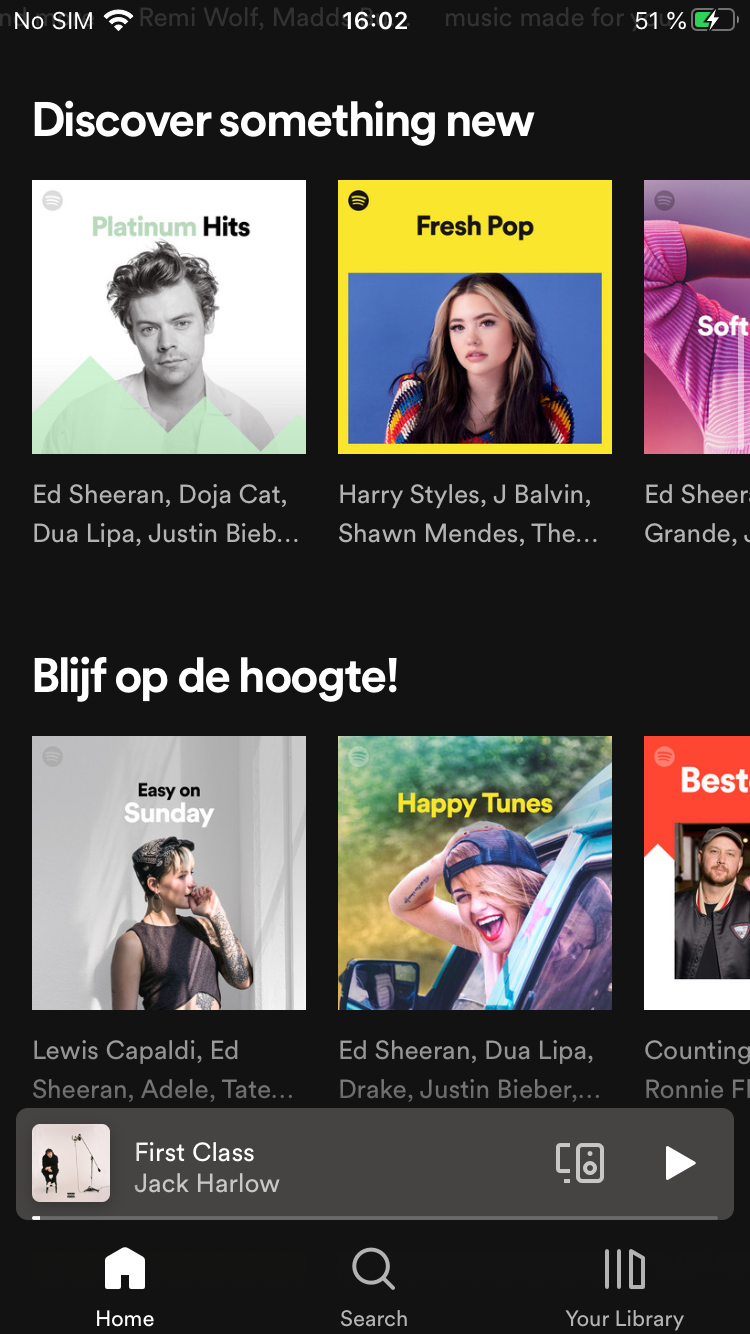 No SIM 16:02 51 %
Remi Wolf, Madds music made for you
Discover something new
Platinum Hits
Fresh Pop
Soft
Ed Sheeran, Doja Cat,
Dua Lipa, Justin Bieb...
Harry Styles, J Balvin,
Shawn Mendes, The...
Ed Sheer
Grande, J
Blijf op de hoogte!
Easy on
Sunday
Happy Tunes
Best
Lewis Capaldi, Ed
Sheeran, Adele, Tate...
Ed Sheeran, Dua Lipa,
Drake, Justin Bieber,...
Counting
Ronnie Fl
First Class
Jack Harlow
Home
Search
Your Library